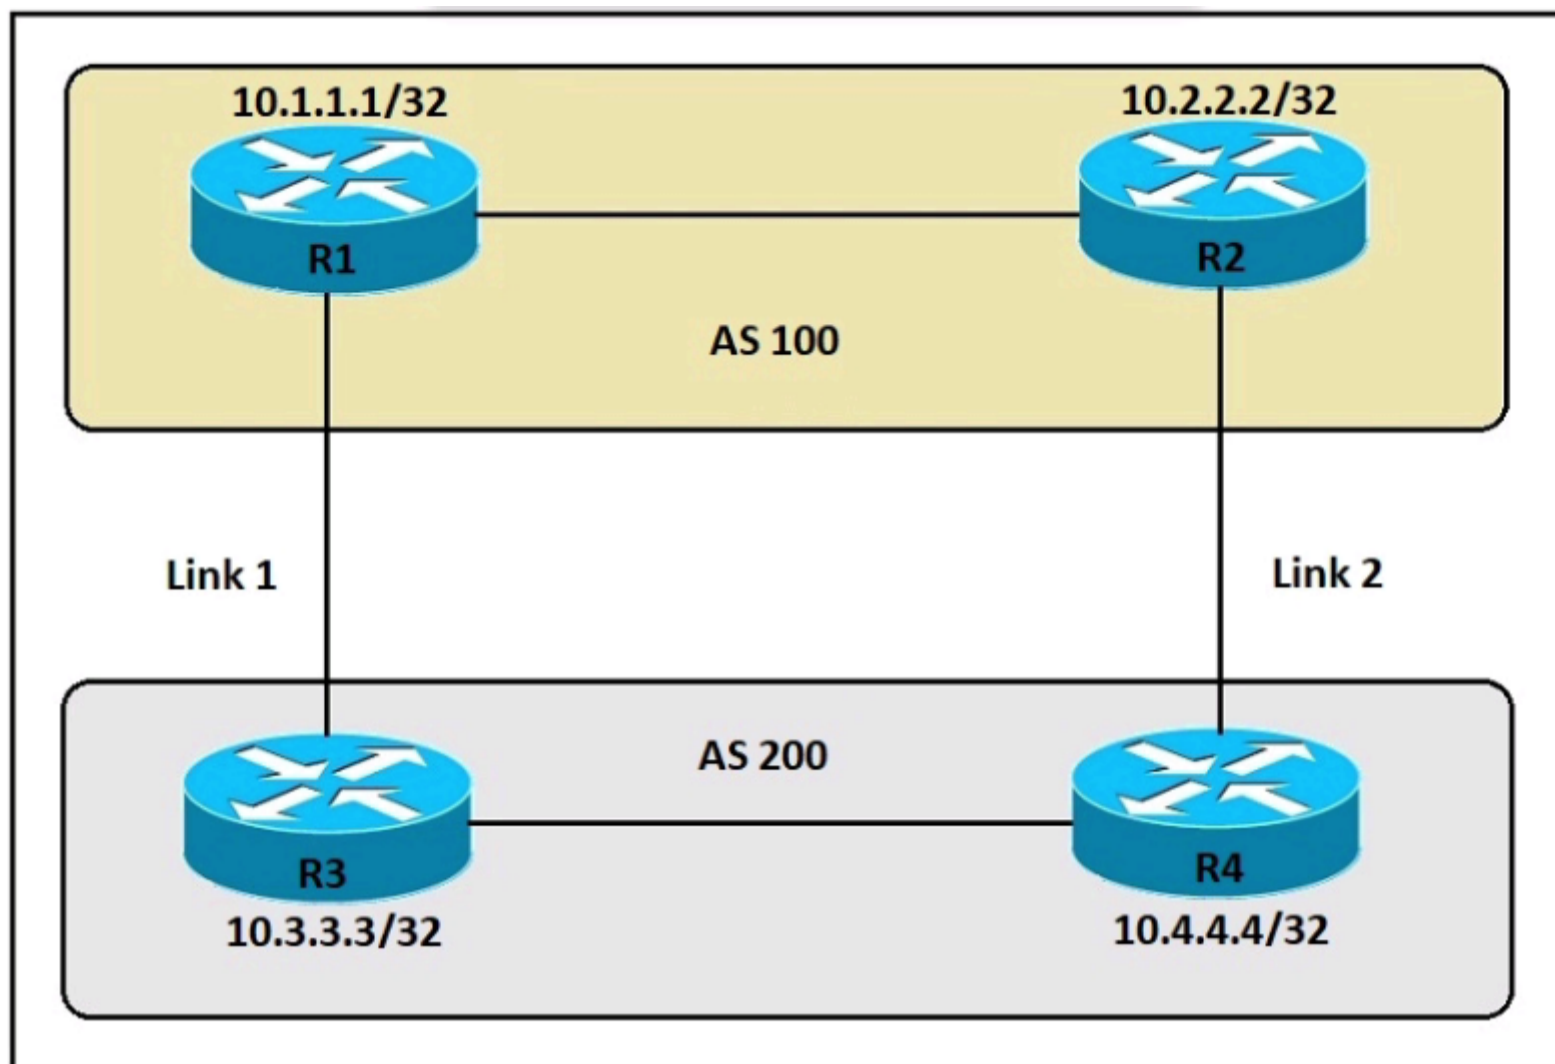 10.1.1.1/32
10.2.2.2/32
R1
R2
AS 100
Link 1
Link 2
AS 200
R3
R4
10.3.3.3/32
10.4.4.4/32